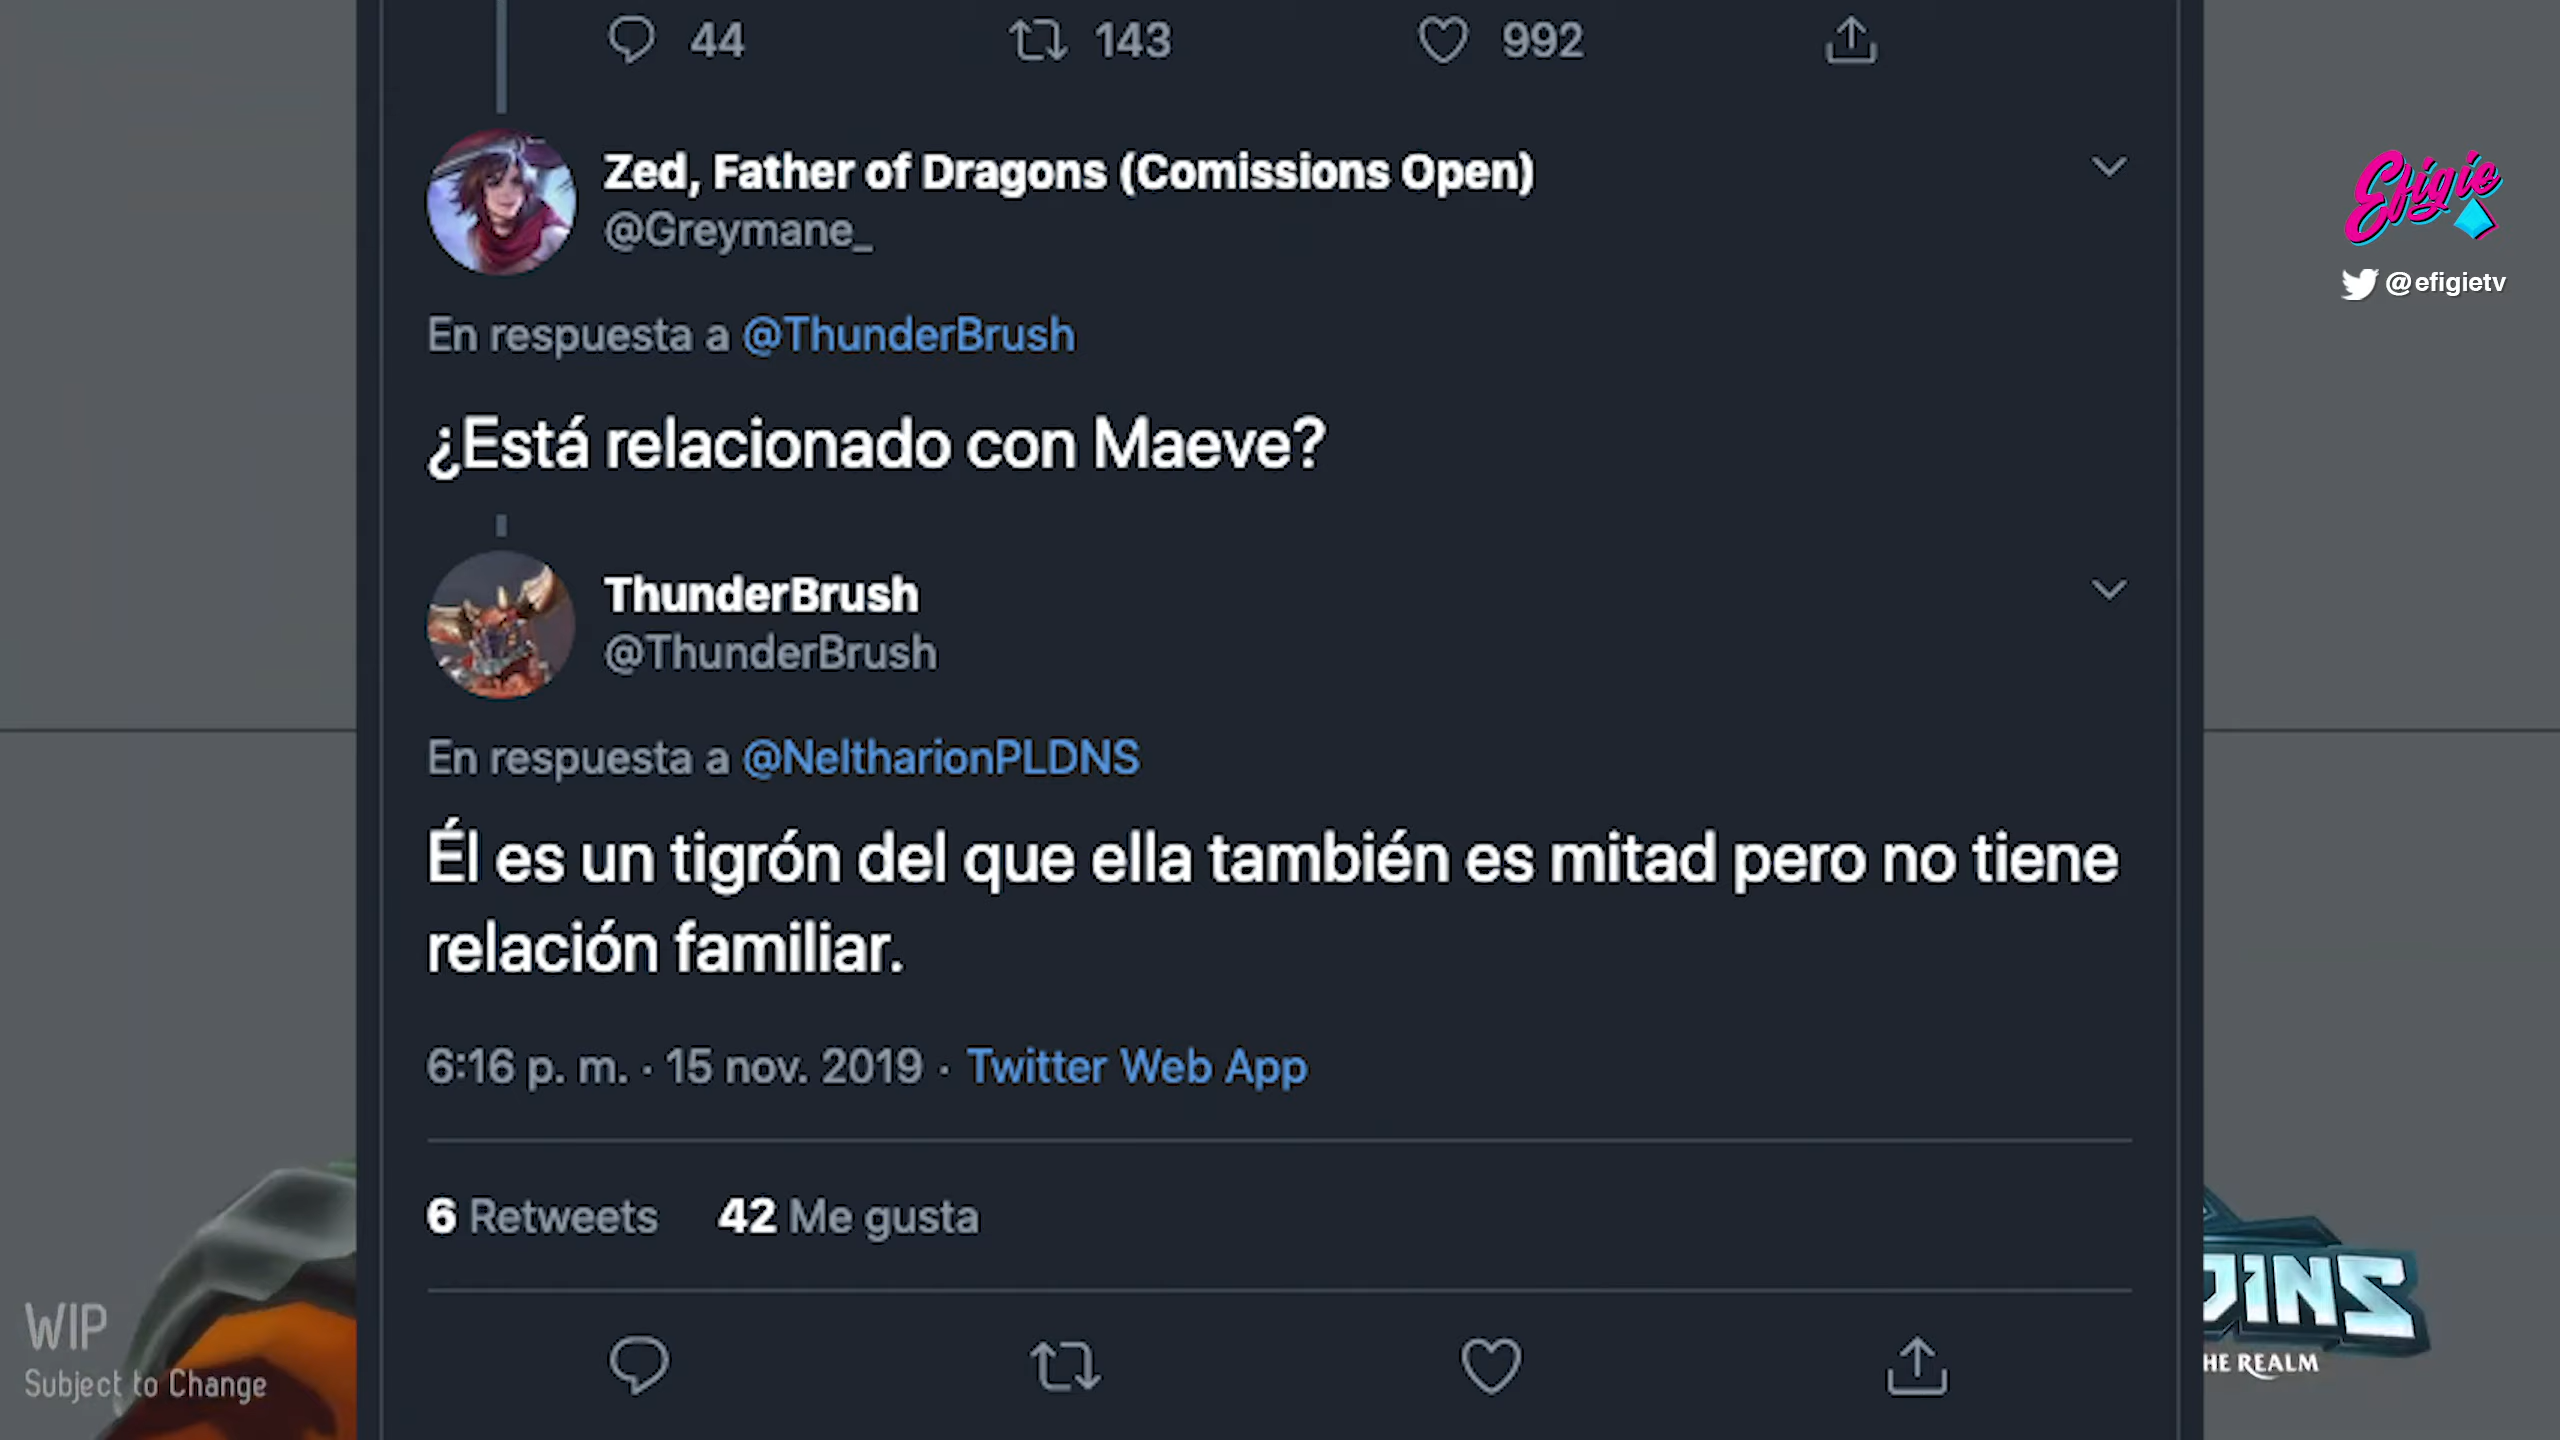 44 143 992
Zed, Father of Dragons (Comissions Open)
@Greymane_
En respuesta a @ThunderBrush
¿Está relacionado con Maeve?
ThunderBrush
@ThunderBrush
En respuesta a @NeltharionPLDNS
Él es un tigrón del que ella también es mitad pero no tiene
relación familiar.
6:16 p. m. · 15 nov. 2019 · Twitter Web App
6 Retweets 42 Me gusta
Efigie
@efigietv
WIP
Subject to Change
DINS
HE REALM